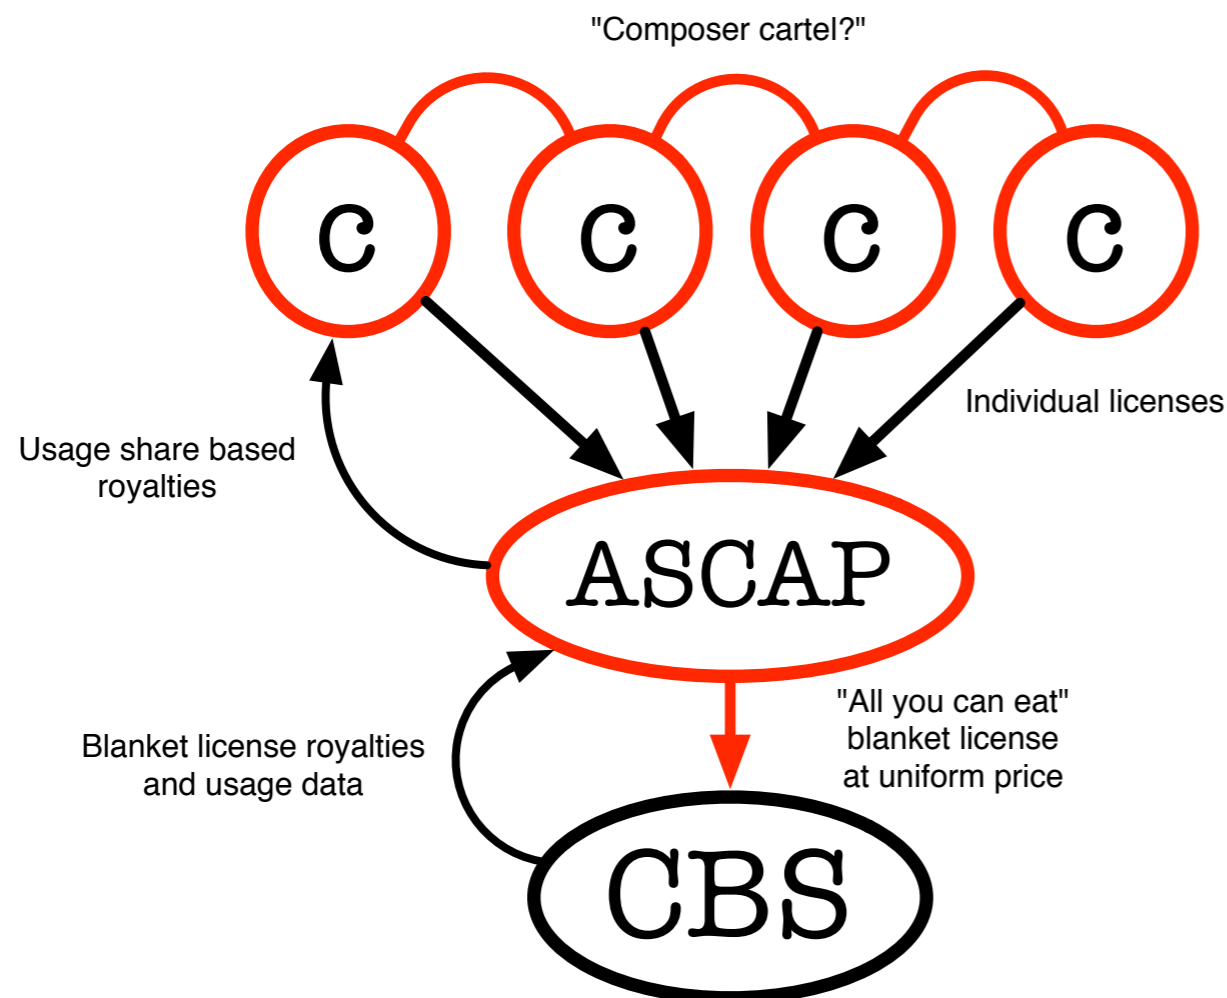 "Composer cartel?"
C
C
C
C
Individual licenses
Usage share based
royalties
ASCAP
"All you can eat"
blanket license
at uniform price
Blanket license royalties
and usage data
CBS